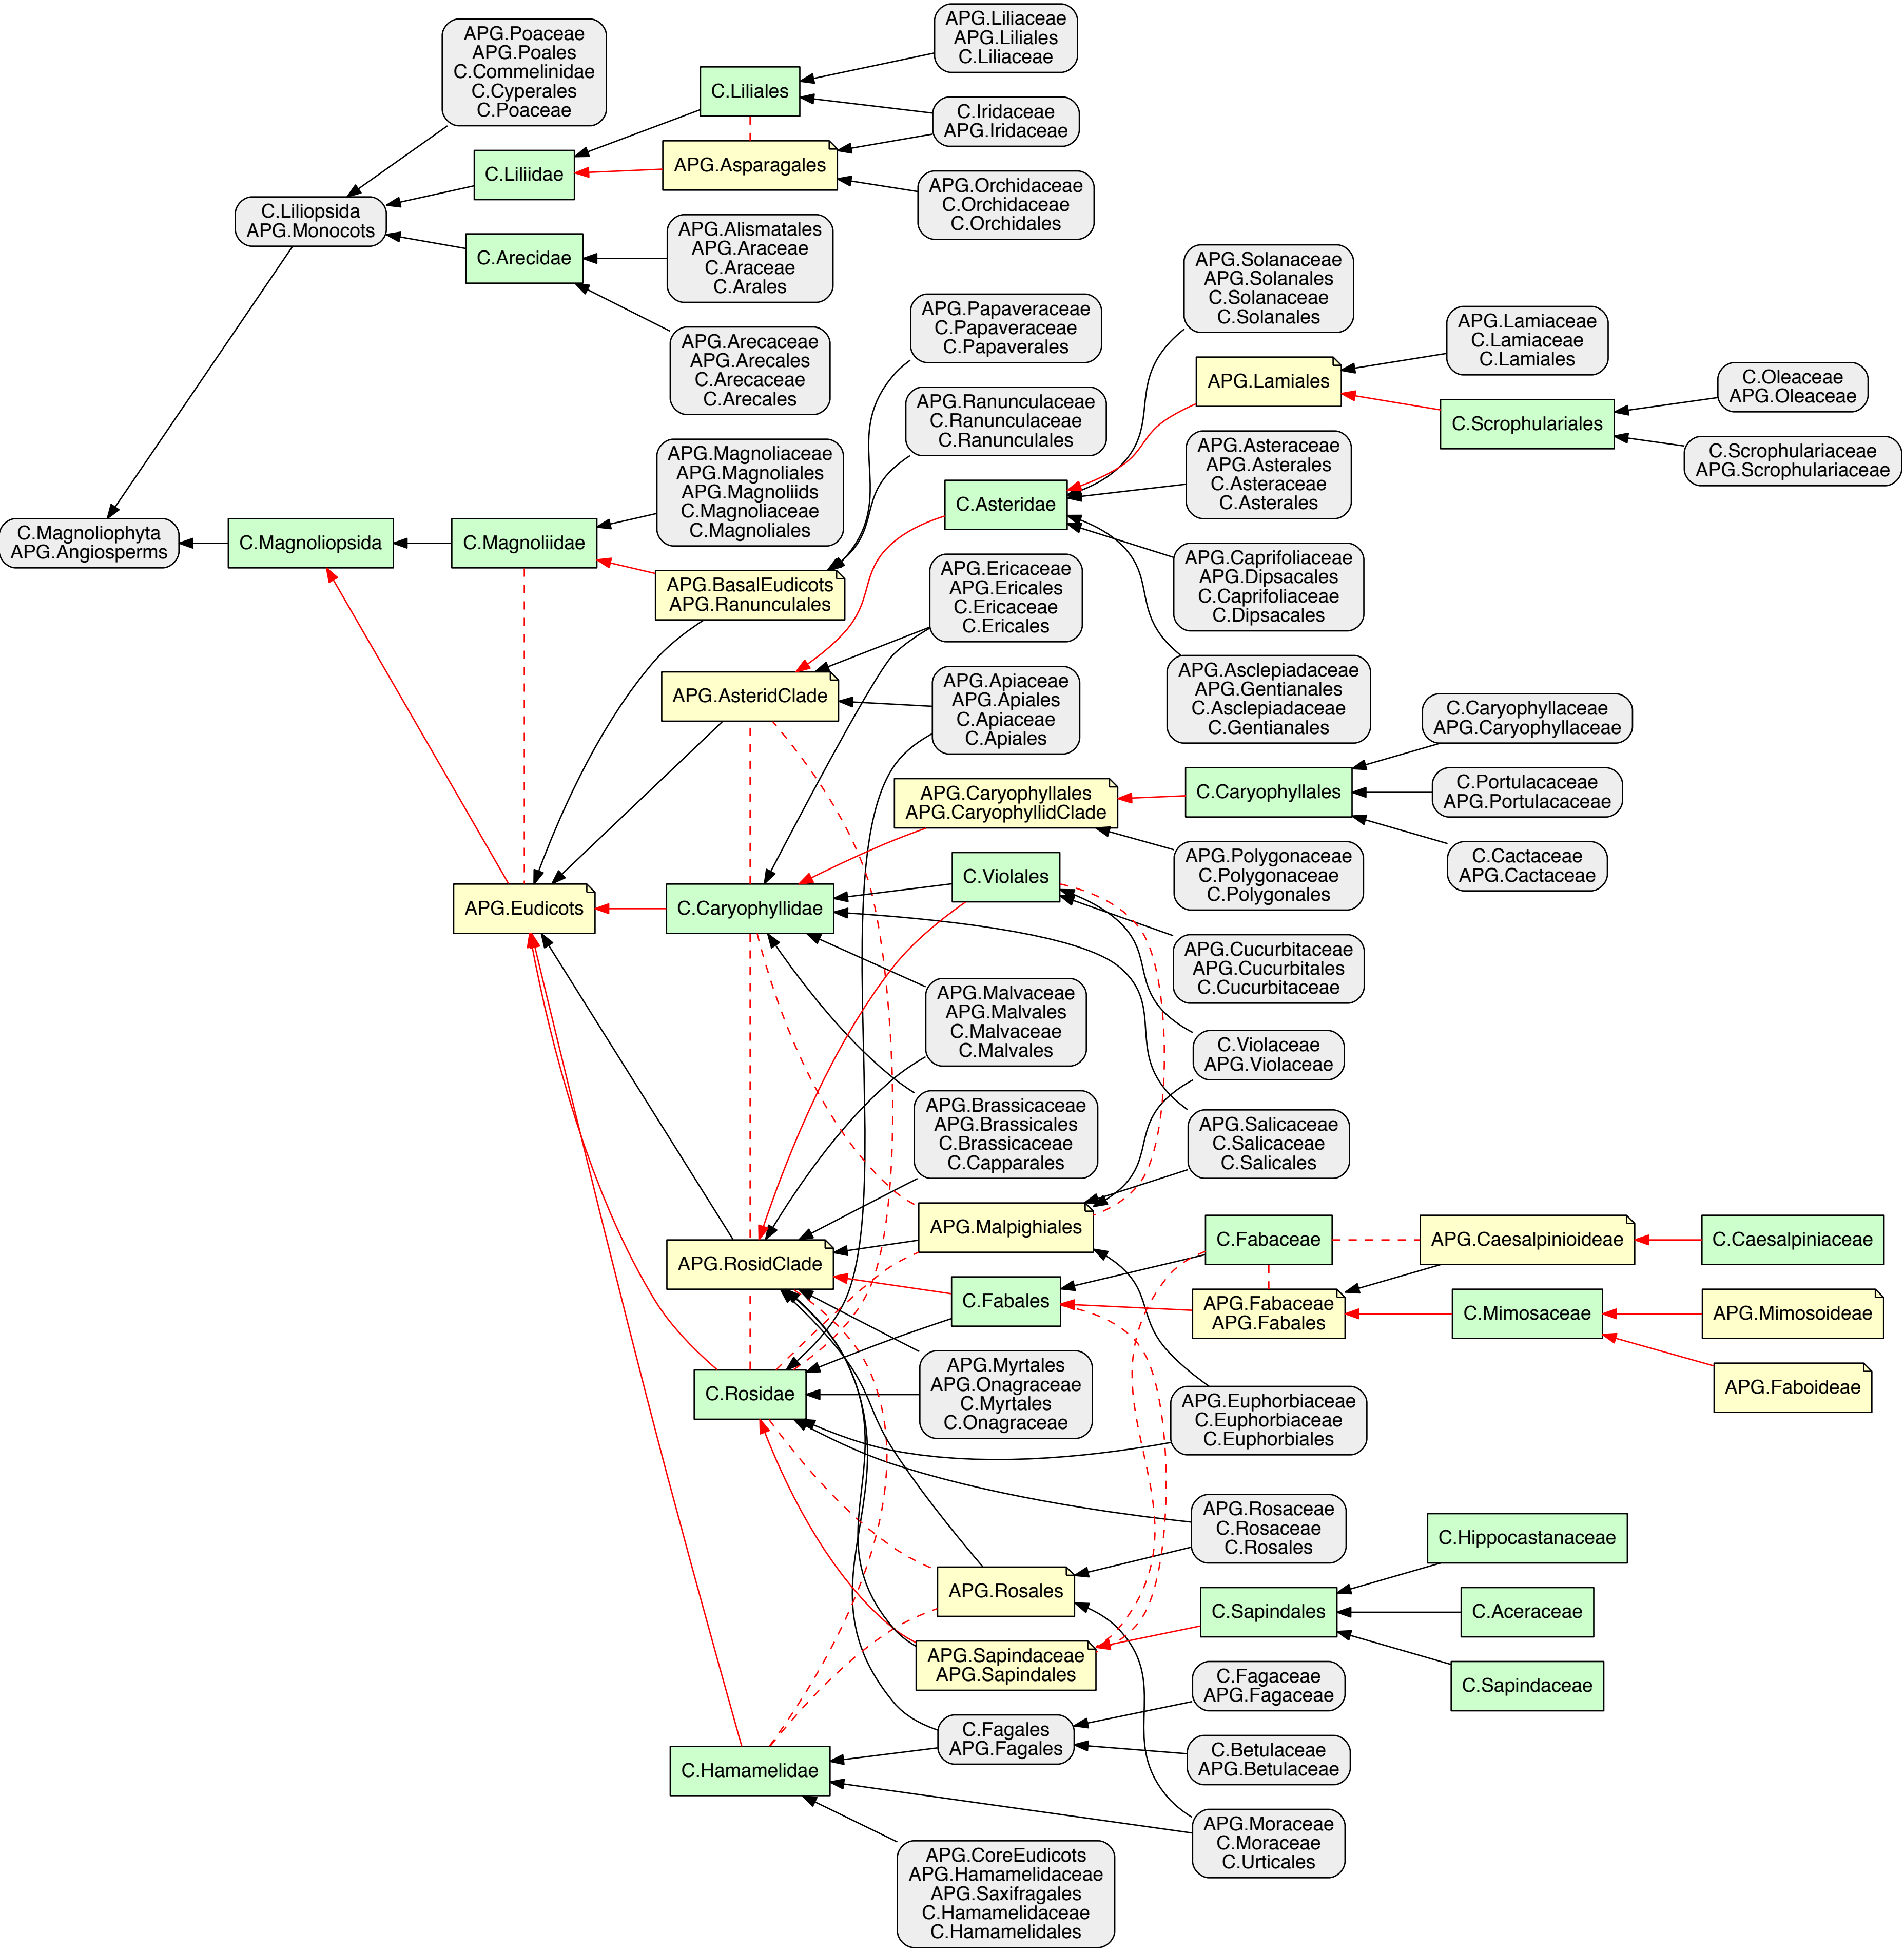 APG.Poaceae
APG.Poales
C.Commelinidae
C.Cyperales
C.Poaceae
C.Liliales
APG.Liliaceae
APG.Liliales
C.Liliaceae
C.Iridaceae
APG.Iridaceae
C.Liliidae
APG.Asparagales
APG.Orchidaceae
C.Orchidaceae
C.Orchidales
C.Liliopsida
APG.Monocots
C.Arecidae
APG.Alismatales
APG.Araceae
C.Araceae
C.Arales
APG.Arecaceae
APG.Arecales
C.Arecaceae
C.Arecales
APG.Papaveraceae
C.Papaveraceae
C.Papaverales
APG.Ranunculaceae
C.Ranunculaceae
C.Ranunculales
APG.Solanaceae
APG.Solanales
C.Solanaceae
C.Solanales
APG.Lamiales
APG.Lamiaceae
C.Lamiaceae
C.Lamiales
C.Scrophulariales
C.Oleaceae
APG.Oleaceae
C.Scrophulariaceae
APG.Scrophulariaceae
APG.Magnoliaceae
APG.Magnoliales
APG.Magnoliids
C.Magnoliaceae
C.Magnoliales
C.Asteridae
APG.Asteraceae
APG.Asterales
C.Asteraceae
C.Asterales
C.Magnoliophyta
APG.Angiosperms
C.Magnoliopsida
C.Magnoliidae
APG.BasalEudicots
APG.Ranunculales
APG.Ericaceae
APG.Ericales
C.Ericaceae
C.Ericales
APG.Caprifoliaceae
APG.Dipsacales
C.Caprifoliaceae
C.Dipsacales
APG.AsteridClade
APG.Apiaceae
APG.Apiales
C.Apiaceae
C.Apiales
APG.Asclepiadaceae
APG.Gentianales
C.Asclepiadaceae
C.Gentianales
C.Caryophyllaceae
APG.Caryophyllaceae
APG.Caryophyllales
APG.CaryophyllidClade
C.Caryophyllales
C.Portulacaceae
APG.Portulacaceae
APG.Polygonaceae
C.Polygonaceae
C.Polygonales
C.Cactaceae
APG.Cactaceae
APG.Eudicots
C.Caryophyllidae
C.Violales
APG.Cucurbitaceae
APG.Cucurbitales
C.Cucurbitaceae
APG.Malvaceae
APG.Malvales
C.Malvaceae
C.Malvales
C.Violaceae
APG.Violaceae
APG.Brassicaceae
APG.Brassicales
C.Brassicaceae
C.Capparales
APG.Salicaceae
C.Salicaceae
C.Salicales
APG.Malpighiales
APG.RosidClade
C.Fabaceae
APG.Caesalpinioideae
C.Caesalpiniaceae
C.Fabales
APG.Fabaceae
APG.Fabales
C.Mimosaceae
APG.Mimosoideae
APG.Faboideae
C.Rosidae
APG.Myrtales
APG.Onagraceae
C.Myrtales
C.Onagraceae
APG.Euphorbiaceae
C.Euphorbiaceae
C.Euphorbiales
APG.Rosaceae
C.Rosaceae
C.Rosales
APG.Rosales
C.Hippocastanaceae
C.Sapindales
C.Aceraceae
APG.Sapindaceae
APG.Sapindales
C.Sapindaceae
C.Fagaceae
APG.Fagaceae
C.Fagales
APG.Fagales
C.Betulaceae
APG.Betulaceae
C.Hamamelidae
APG.Moraceae
C.Moraceae
C.Urticales
APG.CoreEudicots
APG.Hamamelidaceae
APG.Saxifragales
C.Hamamelidaceae
C.Hamamelidales